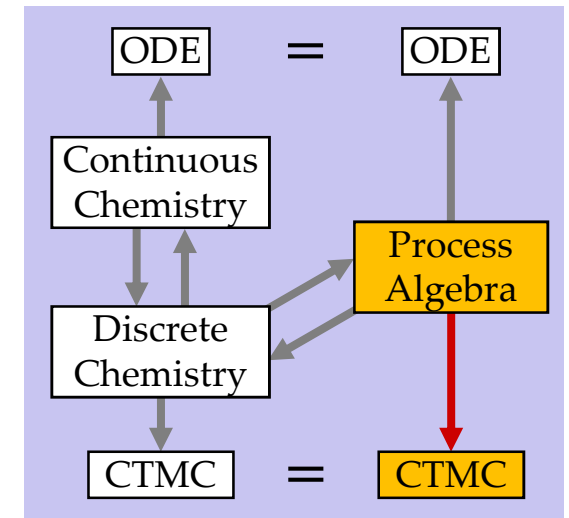 ODE = ODE
Continuous
Chemistry
Process
Algebra
Discrete
Chemistry
CTMC = CTMC